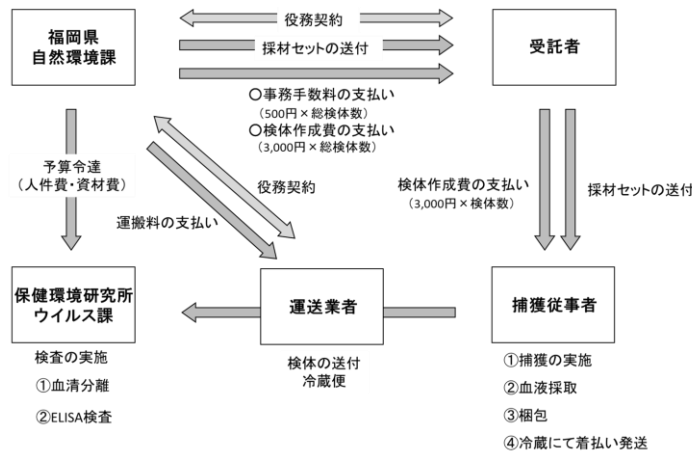 福岡県
自然環境課
役務契約
採材セットの送付
○事務手数料の支払い
（500円×総検体数）
○検体作成費の支払い
（3,000円×総検体数）
受託者
予算令達
（人件費・資材費）
役務契約
運搬料の支払い
検体作成費の支払い
（3,000円×検体数）
採材セットの送付
保健環境研究所
ウイルス課
運送業者
捕獲従事者
検査の実施
①血清分離
②ELISA検査
検体の送付
冷蔵便
①捕獲の実施
②血液採取
③梱包
④冷蔵にて着払い発送